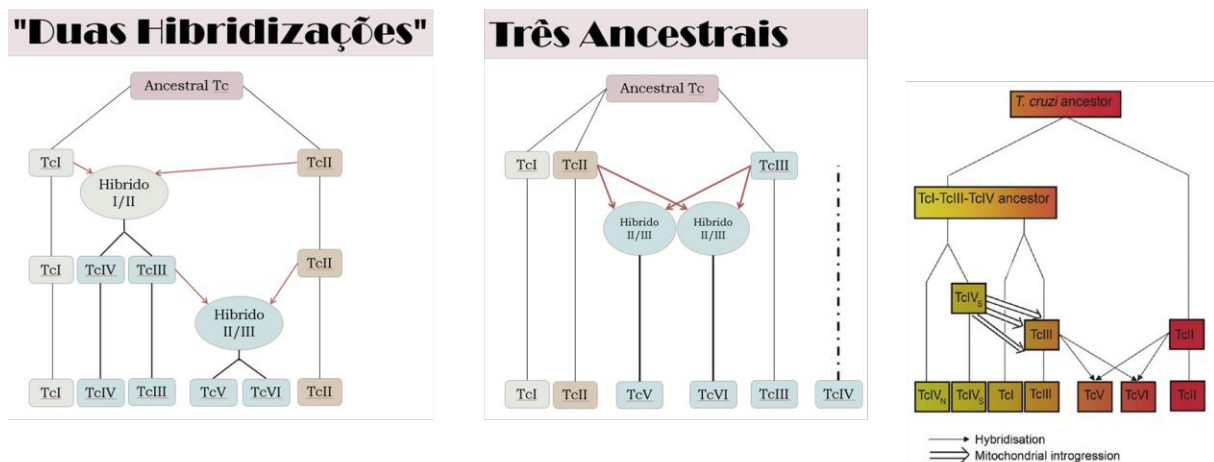 "Duas Hibridizações"
Ancestral Tc
TcI
TcII
Hibrido
I/II
TcI
TcIV
TcIII
TcII
Hibrido
II/III
TcI
TcIV
TcIII
TcV
TcVI
TcII
Três Ancestrais
Ancestral Tc
TcI
TcII
TcIII
Hibrido
II/III
Hibrido
II/III
TcI
TcII
TcV
TcVI
TcIII
TcIV
T. cruzi ancestor
TcI-TcIII-TcIV ancestor
TcIVS
TcIII
TcII
TcIVN
TcIVS
TcI
TcIII
TcV
TcVI
TcII
Hybridisation
Mitochondrial introgression